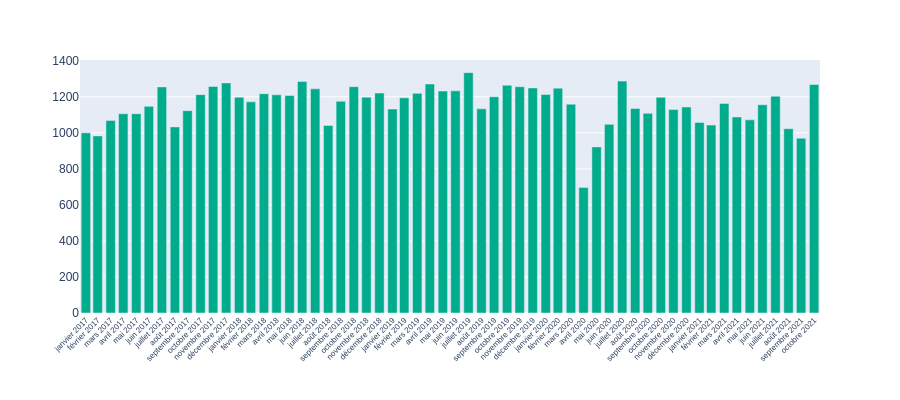 1400
1200
1000
800
600
400
200
0
janvier 2017
février 2017
mars 2017
avril 2017
mai 2017
juin 2017
juillet 2017
août 2017
septembre 2017
octobre 2017
novembre 2017
décembre 2017
janvier 2018
février 2018
mars 2018
avril 2018
mai 2018
juin 2018
juillet 2018
août 2018
septembre 2018
octobre 2018
novembre 2018
décembre 2018
janvier 2019
février 2019
mars 2019
avril 2019
mai 2019
juin 2019
juillet 2019
août 2019
septembre 2019
octobre 2019
novembre 2019
décembre 2019
janvier 2020
février 2020
mars 2020
avril 2020
mai 2020
juin 2020
juillet 2020
août 2020
septembre 2020
octobre 2020
novembre 2020
décembre 2020
janvier 2021
février 2021
mars 2021
avril 2021
mai 2021
juin 2021
juillet 2021
août 2021
septembre 2021
octobre 2021